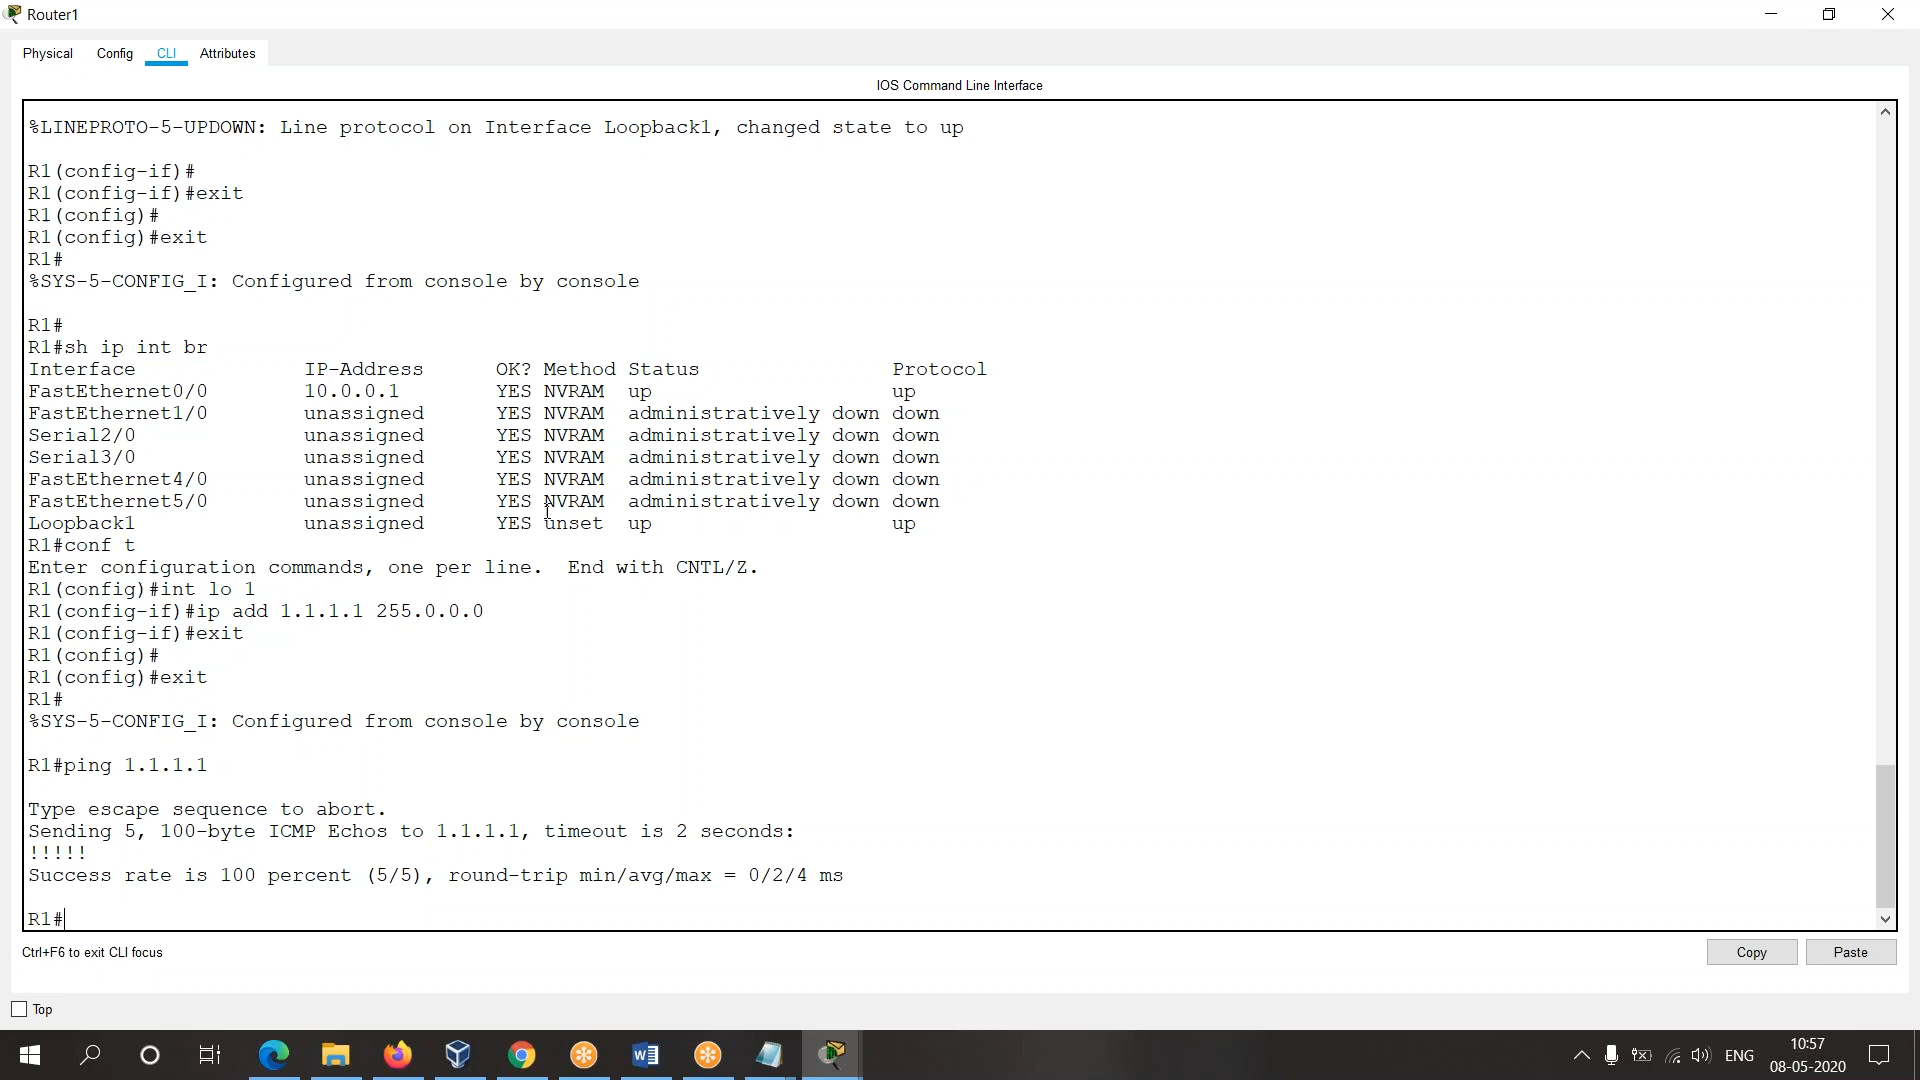 Router1
Physical Config CLI Attributes
IOS Command Line Interface
%LINEPROTO-5-UPDOWN: Line protocol on Interface Loopback1, changed state to up
R1(config-if)#
R1(config-if)#exit
R1(config)#
R1(config)#exit
R1#
%SYS-5-CONFIG_I: Configured from console by console
R1#
R1#sh ip int br
Interface IP-Address OK? Method Status Protocol
FastEthernet0/0 10.0.0.1 YES NVRAM up up
FastEthernet1/0 unassigned YES NVRAM administratively down down
Serial2/0 unassigned YES NVRAM administratively down down
Serial3/0 unassigned YES NVRAM administratively down down
FastEthernet4/0 unassigned YES NVRAM administratively down down
FastEthernet5/0 unassigned YES NVRAM administratively down down
Loopback1 unassigned YES unset up up
R1#conf t
Enter configuration commands, one per line. End with CNTL/Z.
R1(config)#int lo 1
R1(config-if)#ip add 1.1.1.1 255.0.0.0
R1(config-if)#exit
R1(config)#
R1(config)#exit
R1#
%SYS-5-CONFIG_I: Configured from console by console
R1#ping 1.1.1.1
Type escape sequence to abort.
Sending 5, 100-byte ICMP Echos to 1.1.1.1, timeout is 2 seconds:
!!!!!
Success rate is 100 percent (5/5), round-trip min/avg/max = 0/2/4 ms
R1#
Ctrl+F6 to exit CLI focus
Copy Paste
Top
ENG
10:57
08-05-2020